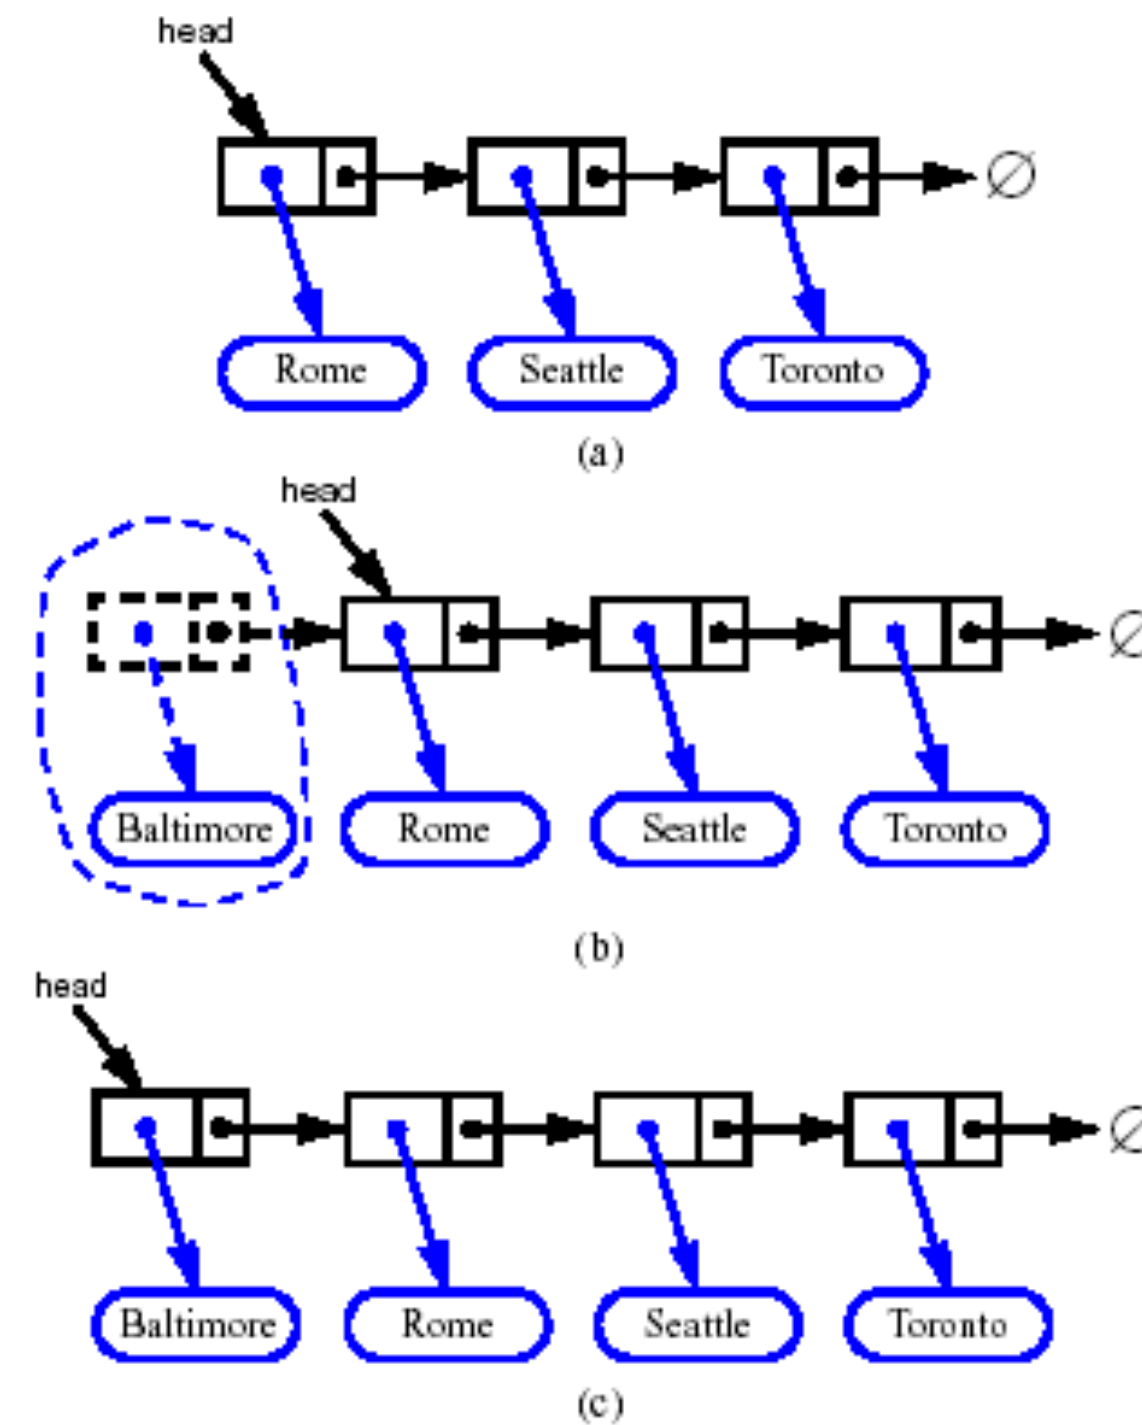 head
∅
Rome Seattle Toronto
(a)
head
∅
Baltimore Rome Seattle Toronto
(b)
head
∅
Baltimore Rome Seattle Toronto
(c)